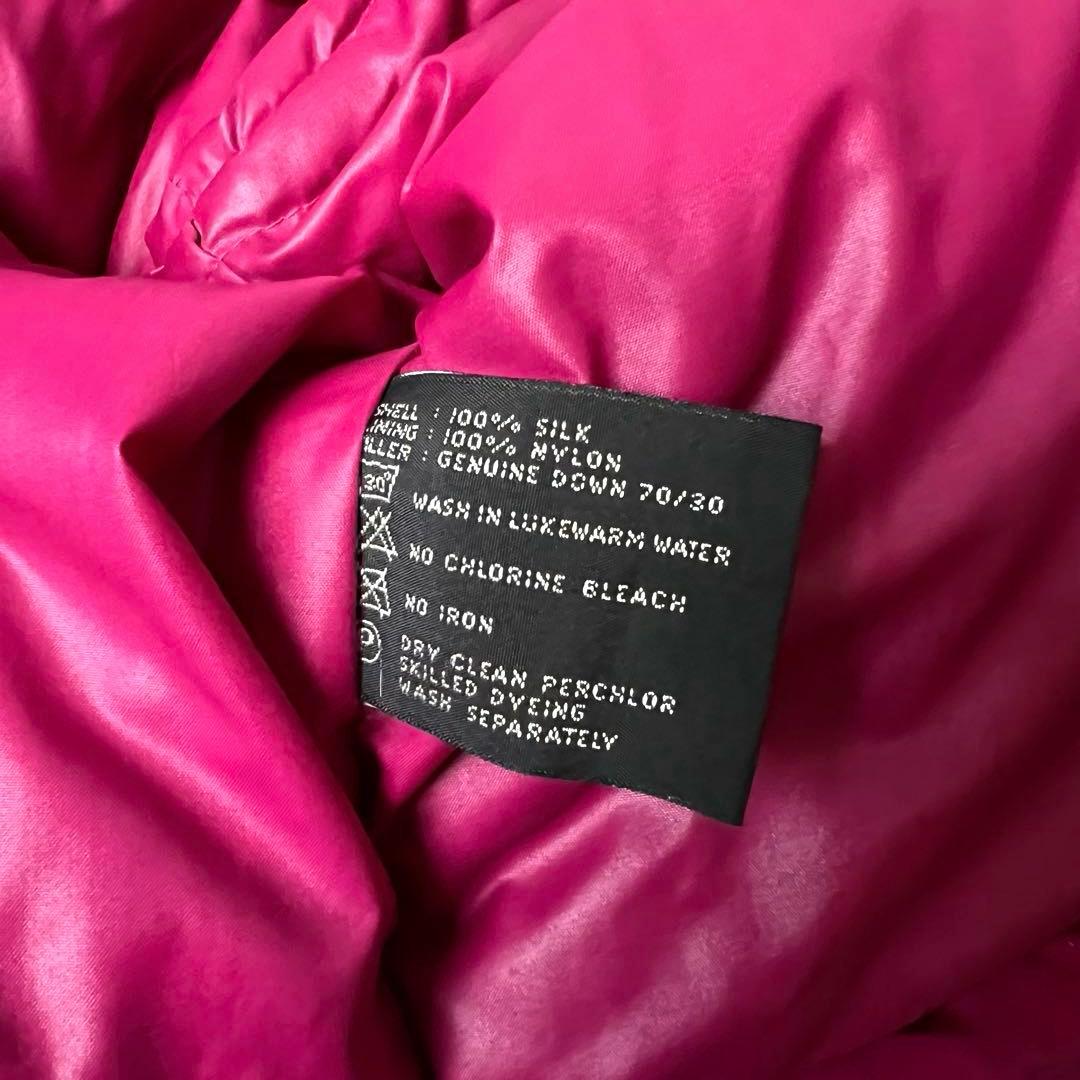 SHELL : 100% SILK
LINING : 100% NYLON
FILLER : GENUINE DOWN 70/30
30° WASH IN LUKEWARM WATER
NO CHLORINE BLEACH
NO IRON
P DRY CLEAN PERCHLOR
SKILLED DYEING
WASH SEPARATELY